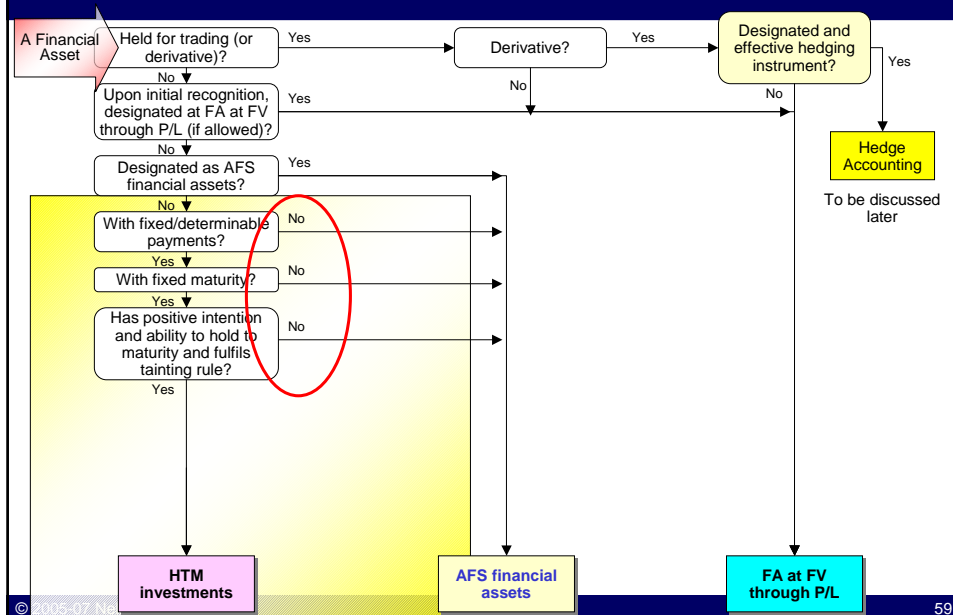 A Financial
Asset
Held for trading (or
derivative)?
Yes
Derivative?
Yes
Designated and
effective hedging
instrument?
Yes
No
No
No
Upon initial recognition,
designated at FA at FV
through P/L (if allowed)?
Yes
Hedge
Accounting
To be discussed
later
No
Designated as AFS
financial assets?
Yes
No
With fixed/determinable
payments?
No
Yes
With fixed maturity?
No
Yes
Has positive intention
and ability to hold to
maturity and fulfils
tainting rule?
No
Yes
HTM
investments
AFS financial
assets
FA at FV
through P/L
© 2005-07
59